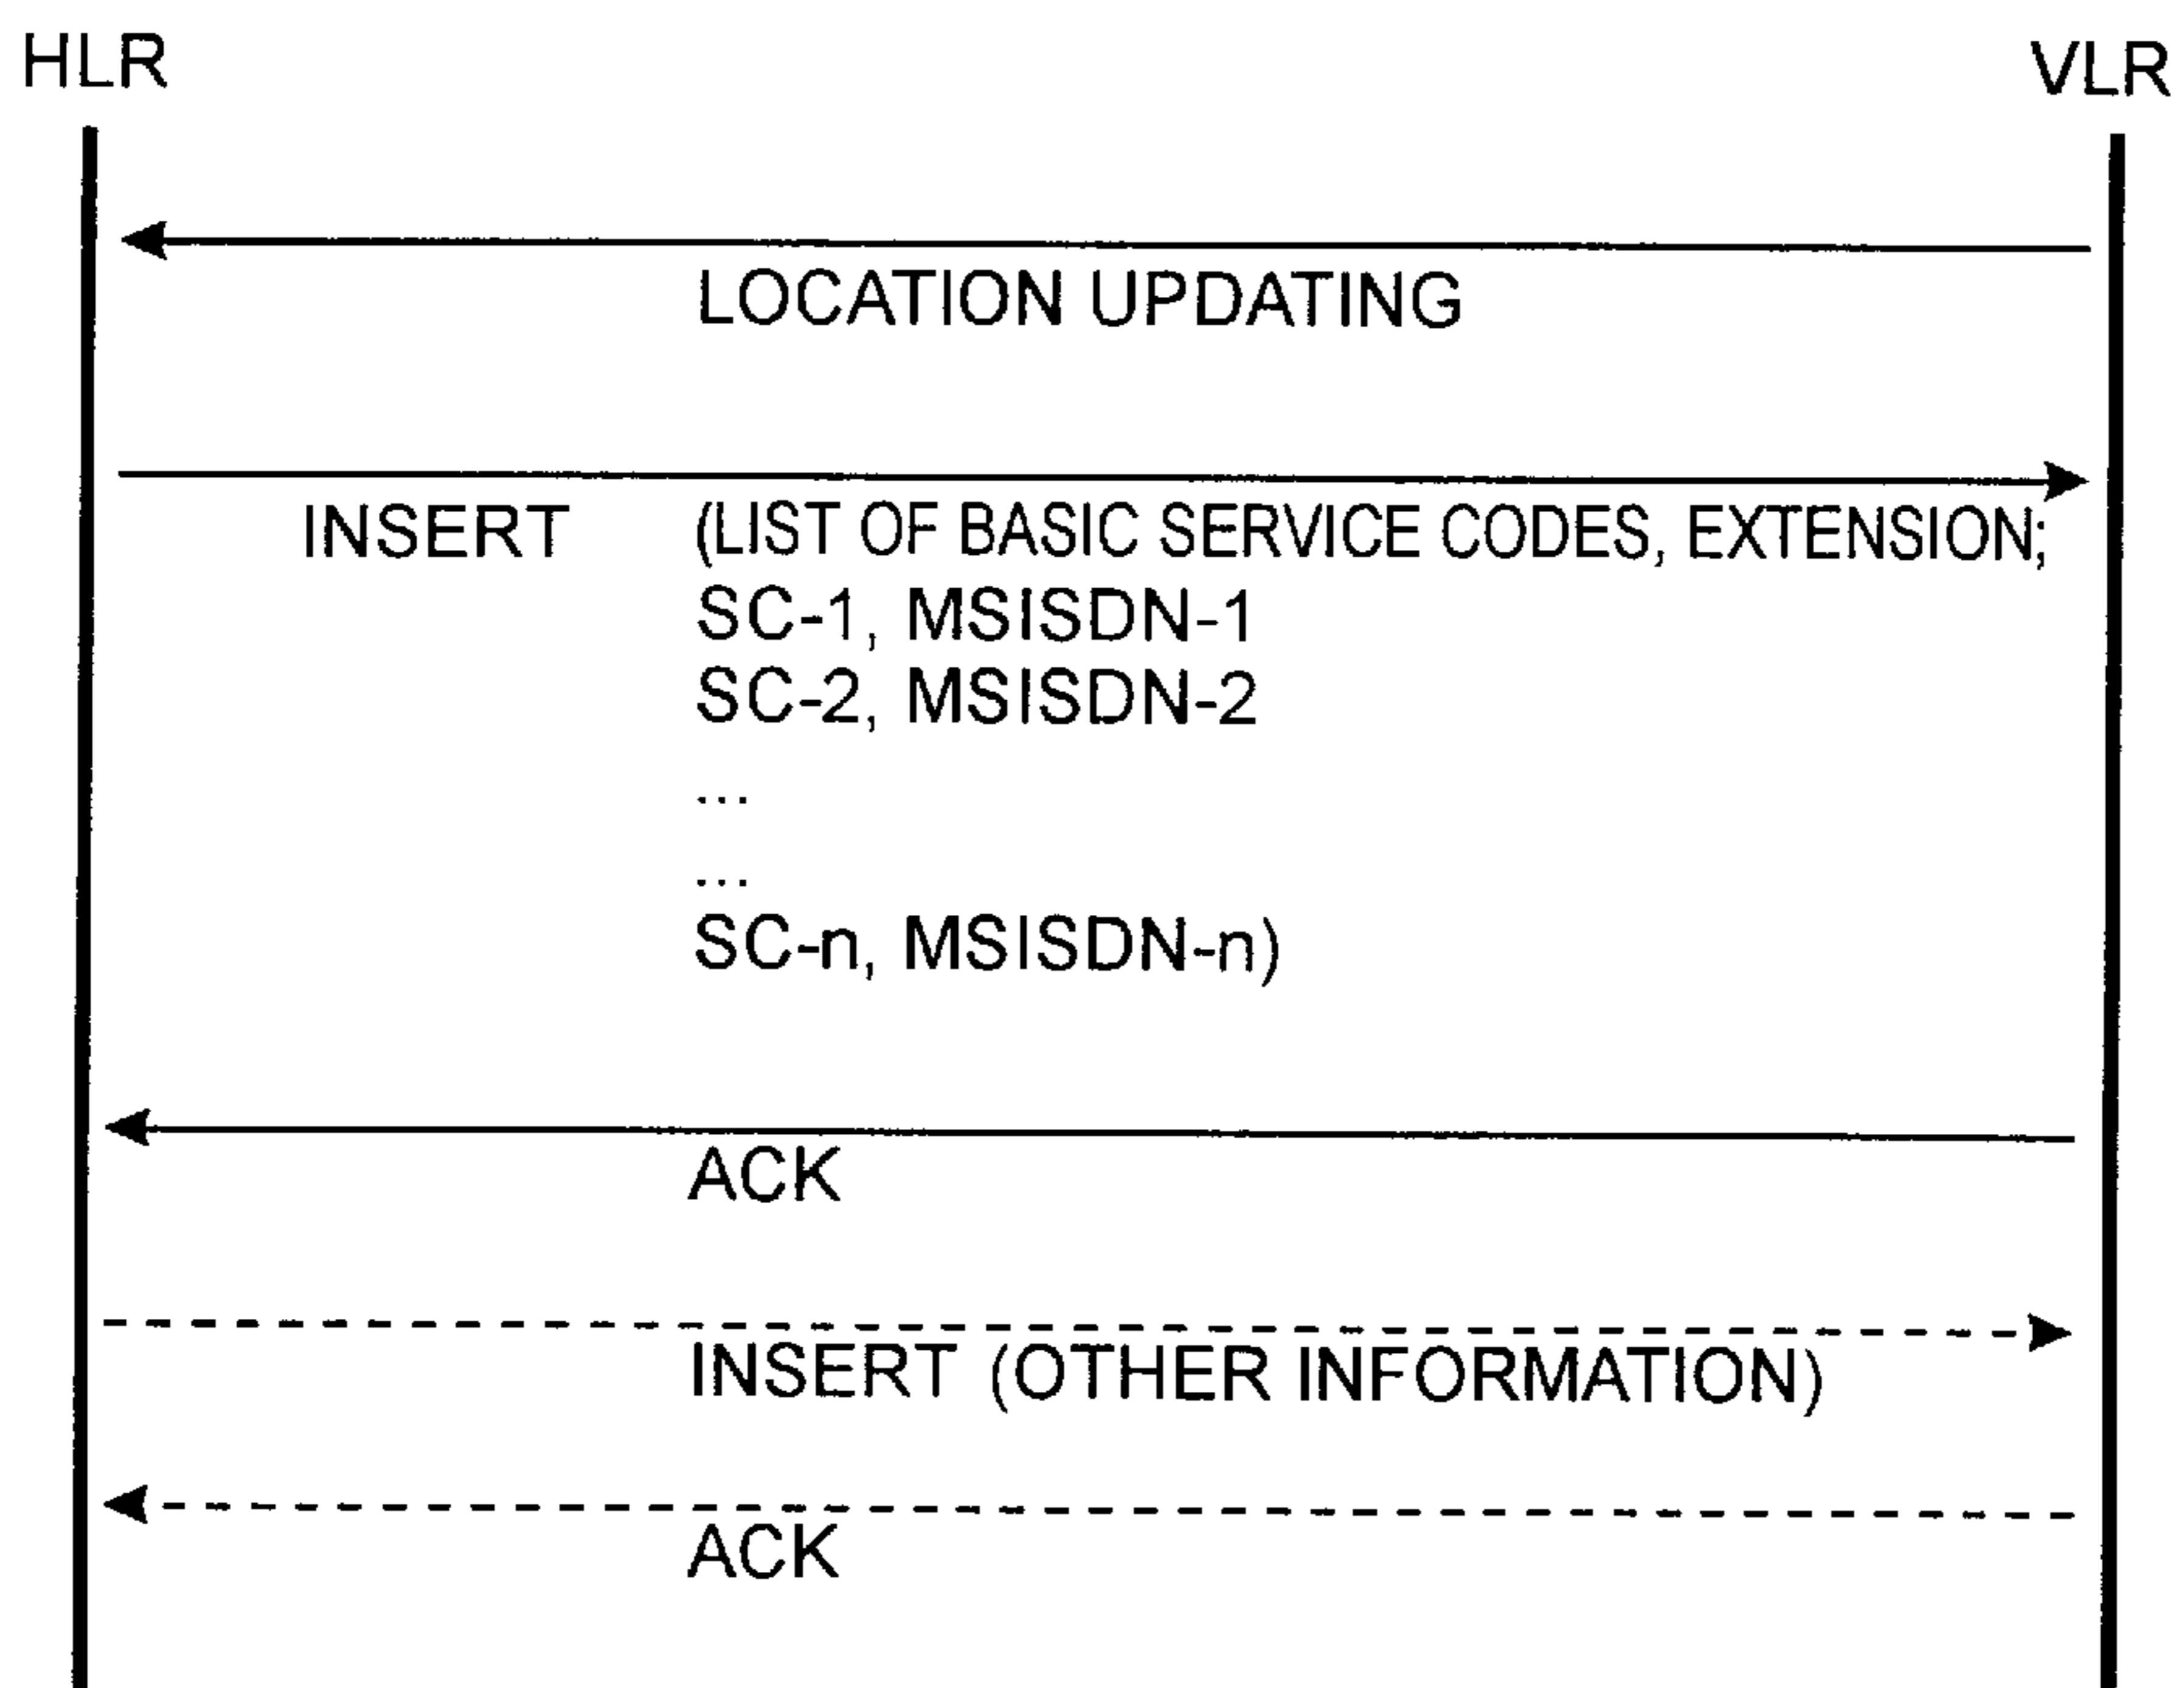 HLR VLR
LOCATION UPDATING
INSERT (LIST OF BASIC SERVICE CODES, EXTENSION;
SC-1, MSISDN-1
SC-2, MSISDN-2
...
...
SC-n, MSISDN-n)
ACK
INSERT (OTHER INFORMATION)
ACK